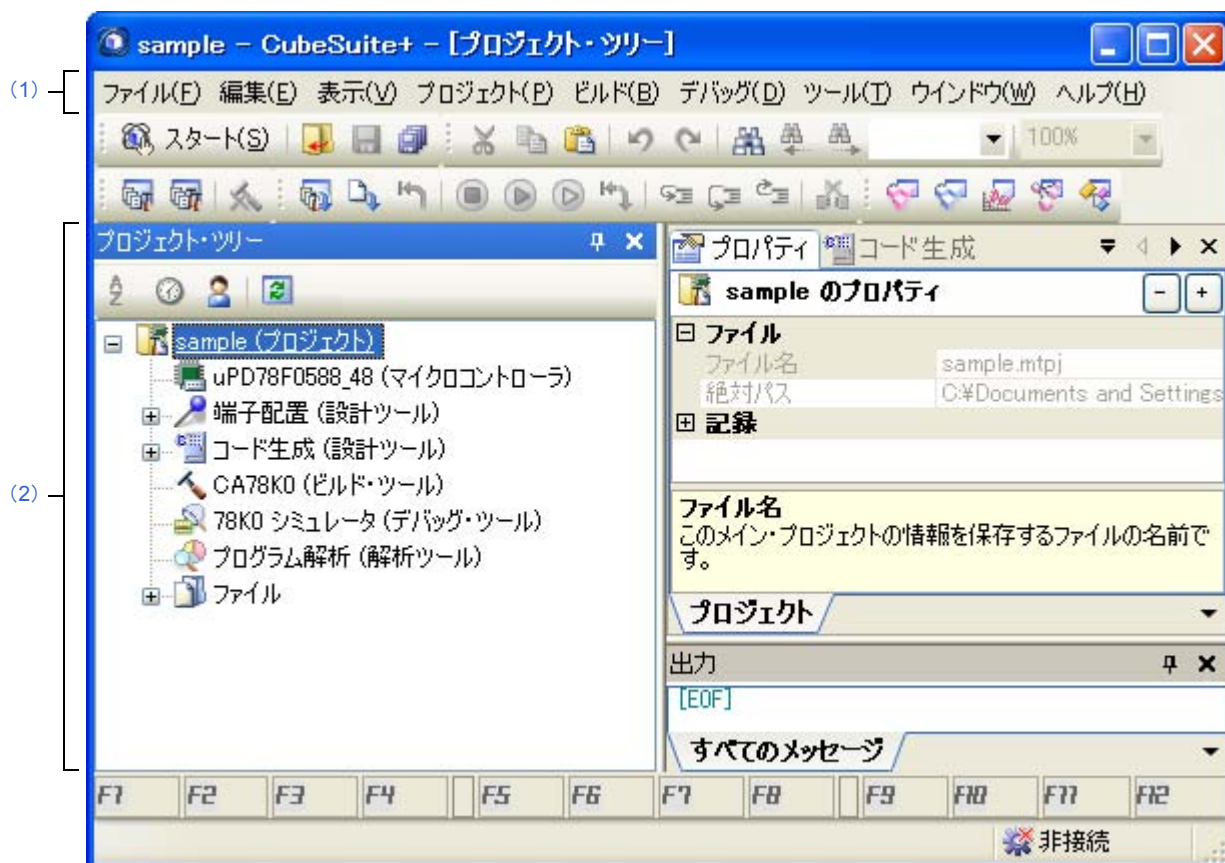 sample - CubeSuite+ - [プロジェクト・ツリー]
(1)
ファイル(F) 編集(E) 表示(V) プロジェクト(P) ビルド(B) デバッグ(D) ツール(T) ウインドウ(W) ヘルプ(H)
スタート(S)
100%
(2)
プロジェクト・ツリー
sample (プロジェクト)
uPD78F0588_48 (マイクロコントローラ)
端子配置 (設計ツール)
コード生成 (設計ツール)
CA78K0 (ビルド・ツール)
78K0 シミュレータ (デバッグ・ツール)
プログラム解析 (解析ツール)
ファイル
プロパティ コード生成
sample のプロパティ
ファイル
ファイル名 sample.mtpj
絶対パス C:¥Documents and Settings
記録
ファイル名
このメイン・プロジェクトの情報を保存するファイルの名前で
す。
プロジェクト
出力
[EOF]
すべてのメッセージ
F1 F2 F3 F4 F5 F6 F7 F8 F9 F10 F11 F12
非接続